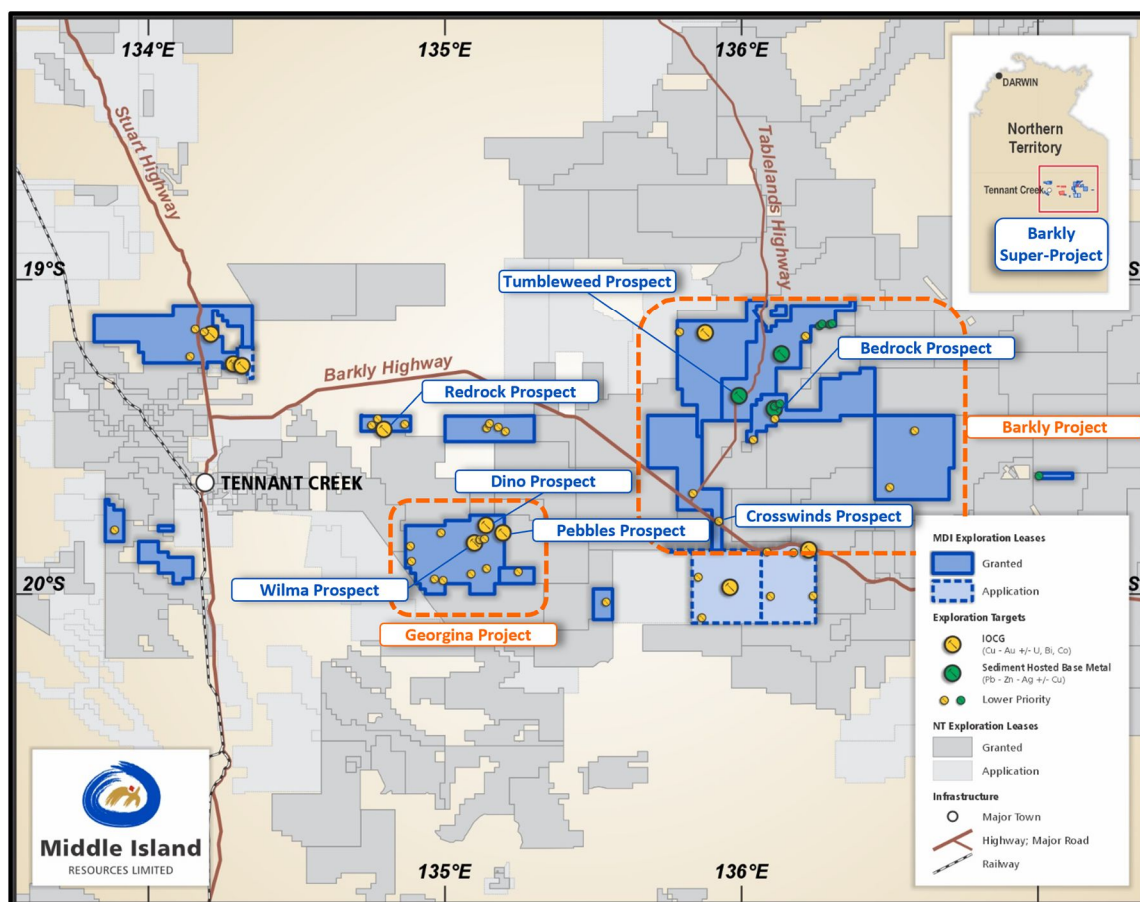 134°E
135°E
136°E
Stuart Highway
Tablelands Highway
DARWIN
Northern
Territory
Tennant Creek
Barkly
Super-Project
19°S
S
Tumbleweed Prospect
Bedrock Prospect
Barkly Highway
Redrock Prospect
Barkly Project
TENNANT CREEK
Dino Prospect
Crosswinds Prospect
Pebbles Prospect
20°S
S
Wilma Prospect
Georgina Project
MDI Exploration Leases
Granted
Application
Exploration Targets
IOCG
(Cu - Au +/- U, Bi, Co)
Sediment Hosted Base Metal
(Pb - Zn - Ag +/- Cu)
Lower Priority
NT Exploration Leases
Granted
Application
Infrastructure
Major Town
Highway; Major Road
Railway
Middle Island
RESOURCES LIMITED
135°E
136°E